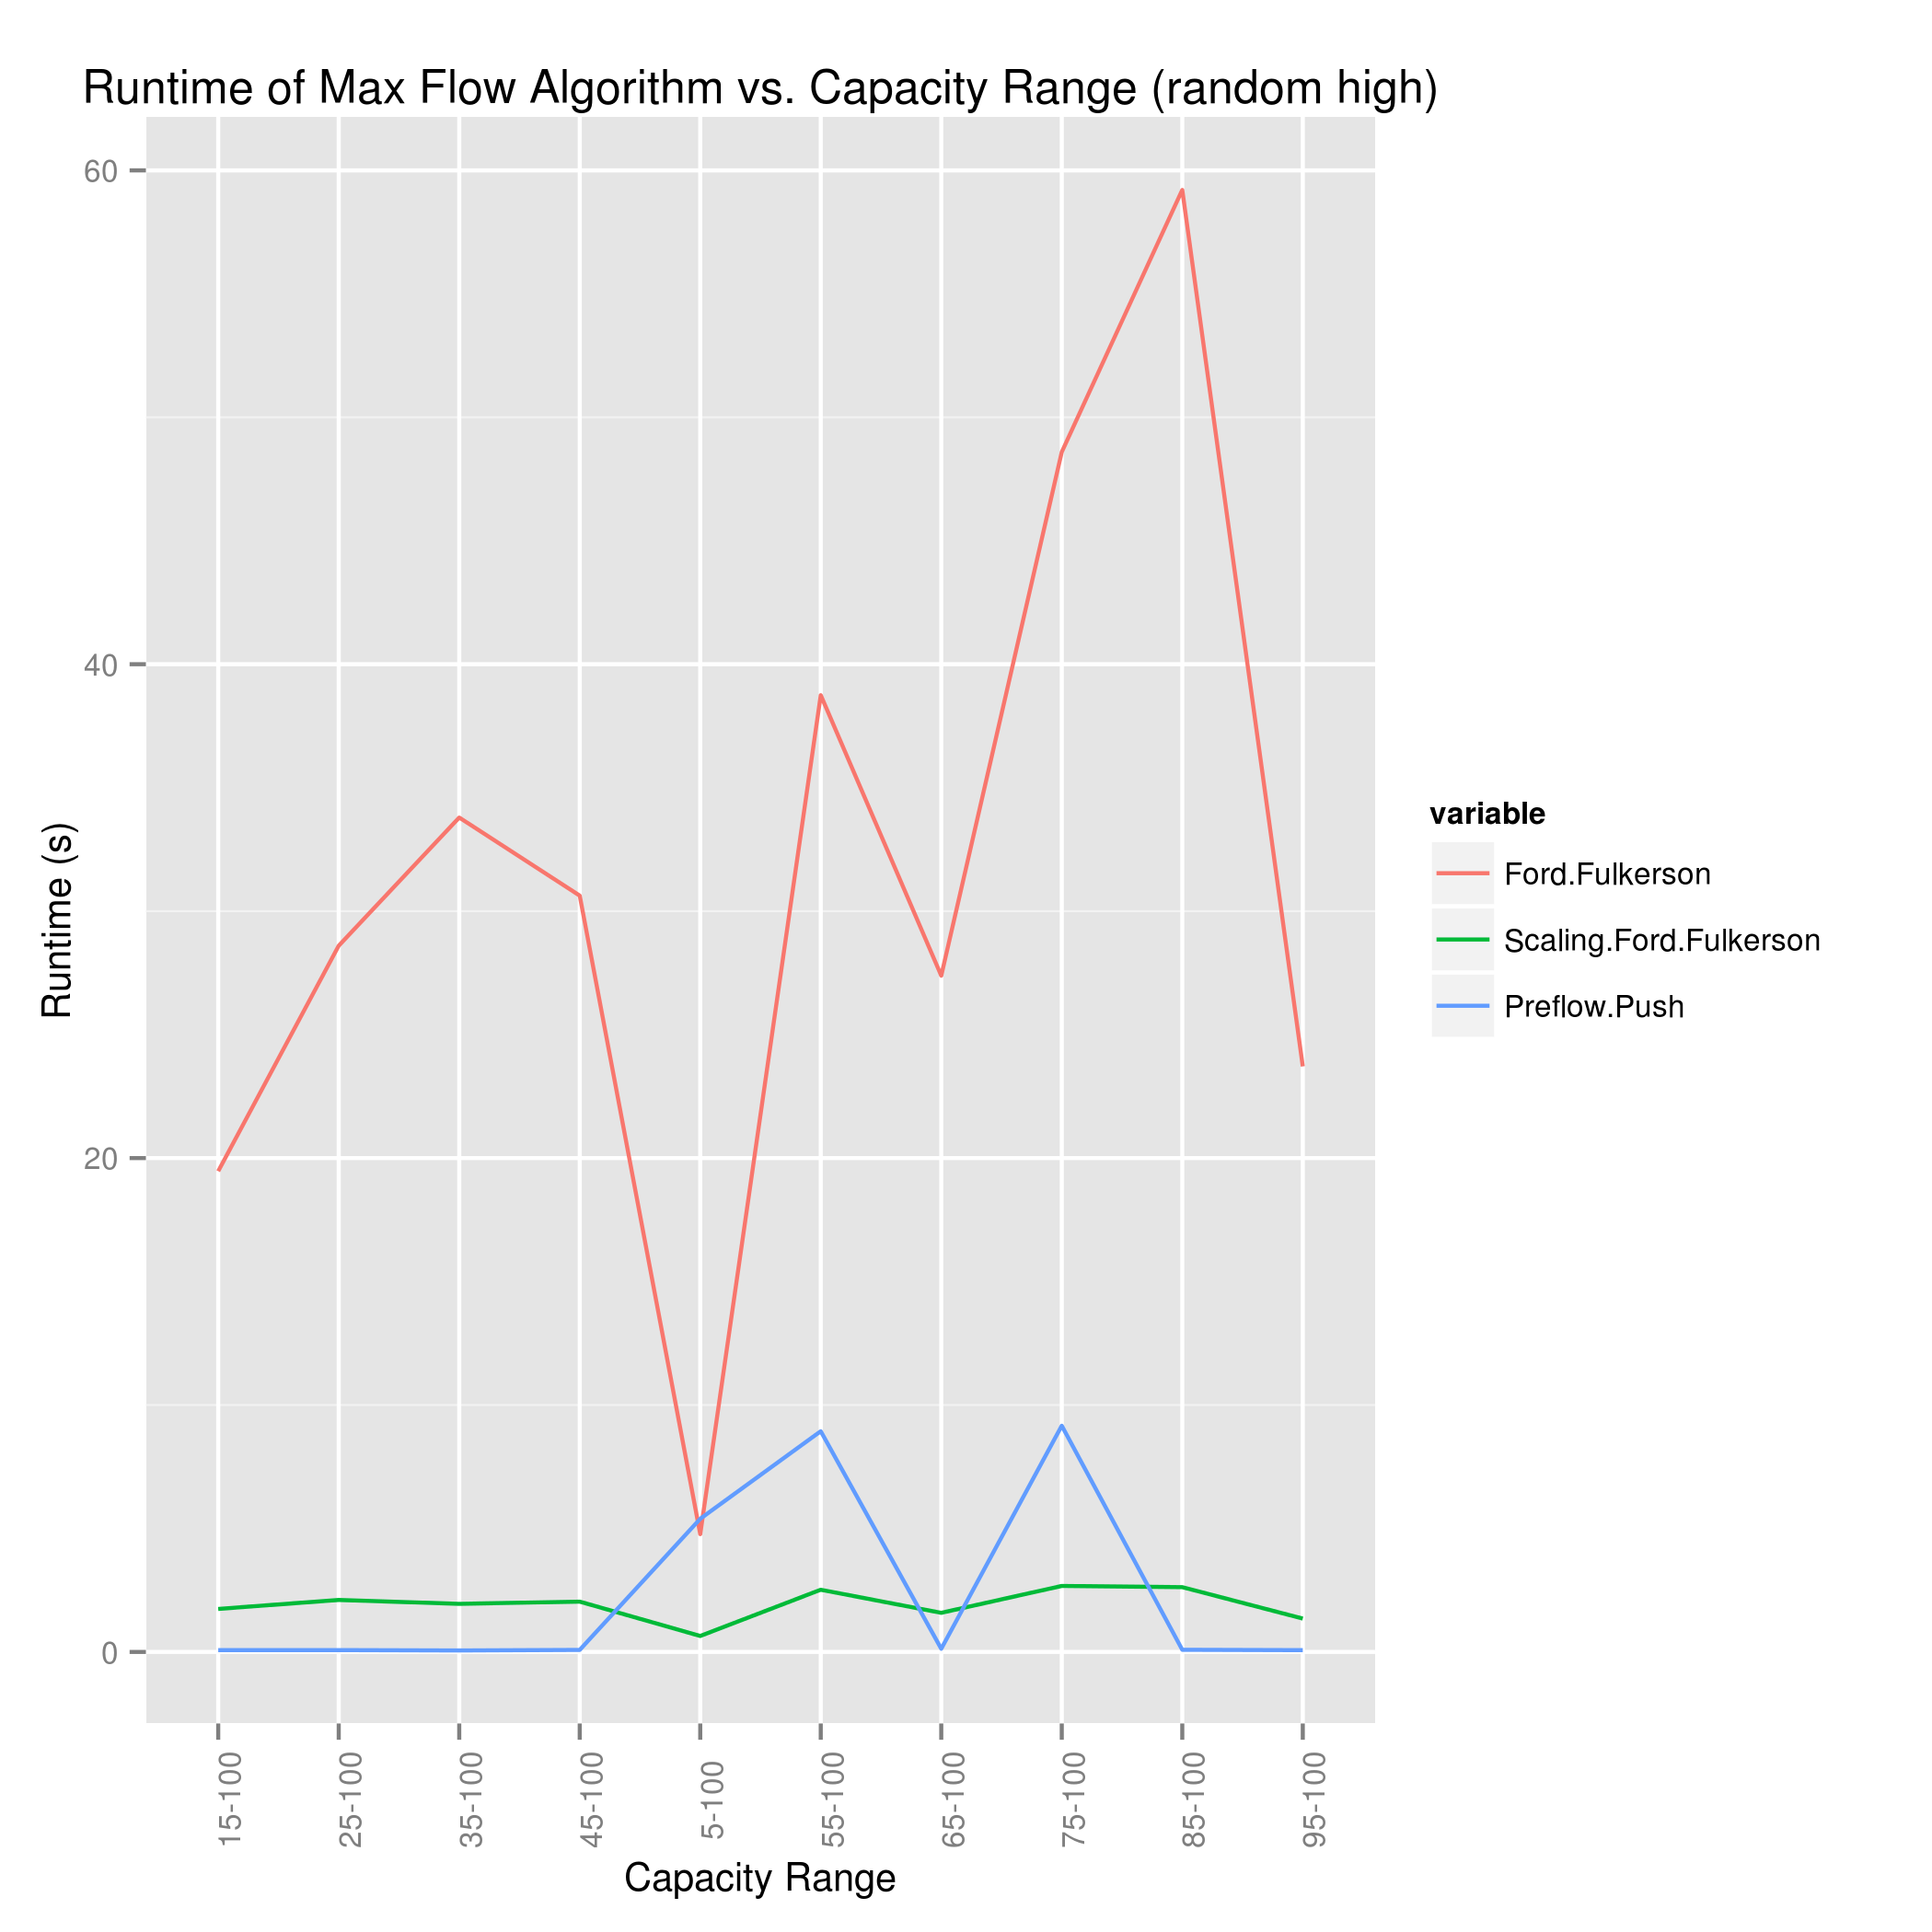 Runtime of Max Flow Algorithm vs. Capacity Range (random high)
60
40
20
0
Runtime (s)
15-100
25-100
35-100
45-100
5-100
55-100
65-100
75-100
85-100
95-100
Capacity Range
variable
Ford.Fulkerson
Scaling.Ford.Fulkerson
Preflow.Push